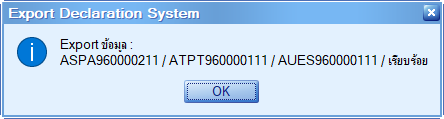 Export Declaration System
Export ข้อมูล :
ASPA960000211 / ATPT960000111 / AUES960000111 / เรียบร้อย
OK